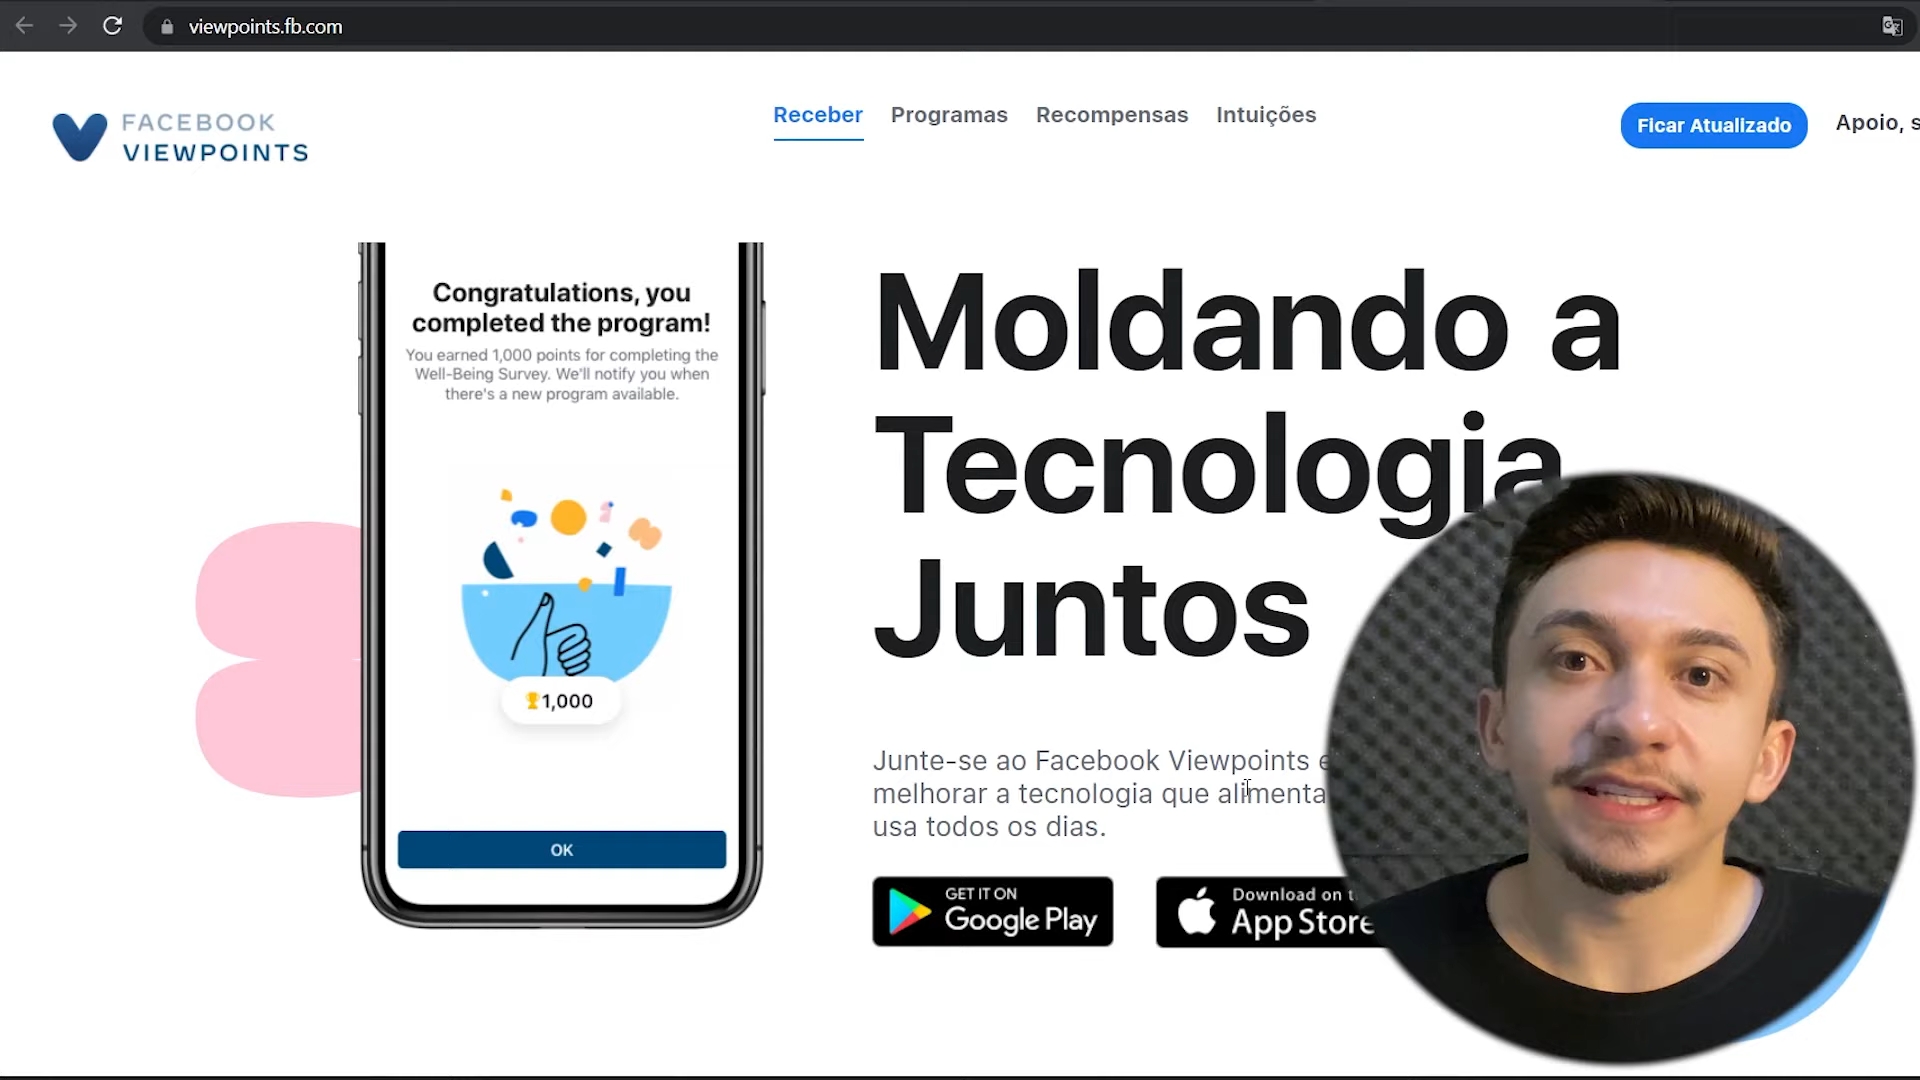 viewpoints.fb.com
FACEBOOK
VIEWPOINTS
Receber
Programas
Recompensas
Intuições
Ficar Atualizado
Apoio, s
Congratulations, you
completed the program!
You earned 1,000 points for completing the
Well-Being Survey. We'll notify you when
there's a new program available.
1,000
OK
Moldando a
Tecnologia
Juntos
Junte-se ao Facebook Viewpoints e
melhorar a tecnologia que alimenta
usa todos os dias.
GET IT ON
Google Play
Download on t
App Store